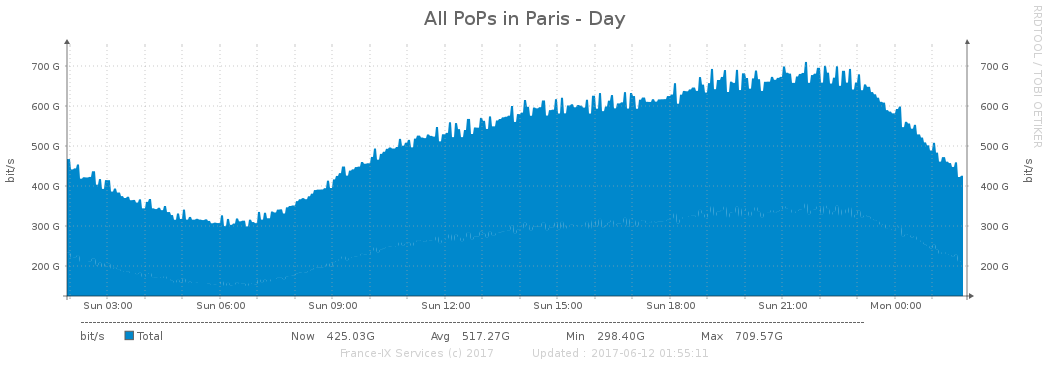 All PoPs in Paris - Day
RRDTOOL / TOBI OETIKER
bit/s
700 G
600 G
500 G
400 G
300 G
200 G
700 G
600 G
500 G
400 G
300 G
200 G
bit/s
Sun 03:00 Sun 06:00 Sun 09:00 Sun 12:00 Sun 15:00 Sun 18:00 Sun 21:00 Mon 00:00
bit/s Total Now 425.03G Avg 517.27G Min 298.40G Max 709.57G
France-IX Services (c) 2017 Updated : 2017-06-12 01:55:11